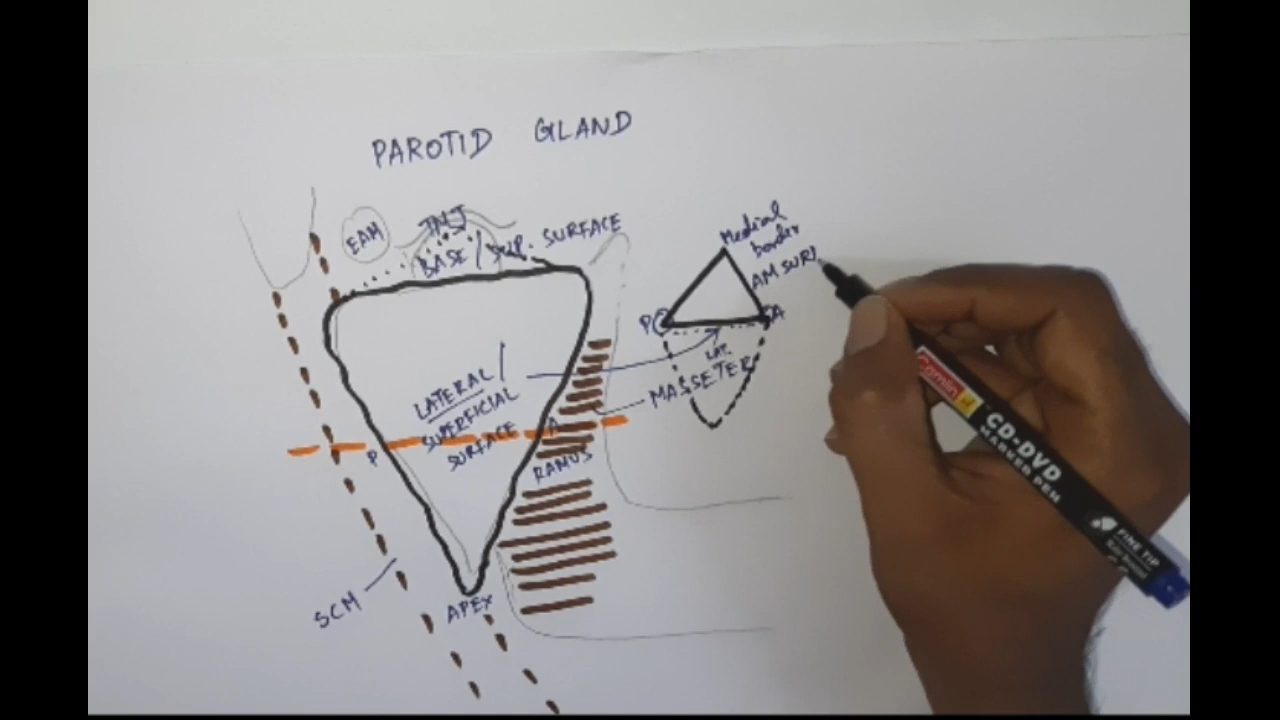 PAROTID GLAND
EAM
TMJ
BASE / SUP. SURFACE
Medial
border
AM SURF
P
A
LAT.
MASSETER
LATERAL /
SUPERFICIAL
SURFACE
P
A
RAMUS
SCM
APEX
Camlin
CD-DVD
MARKER PEN
FINE TIP